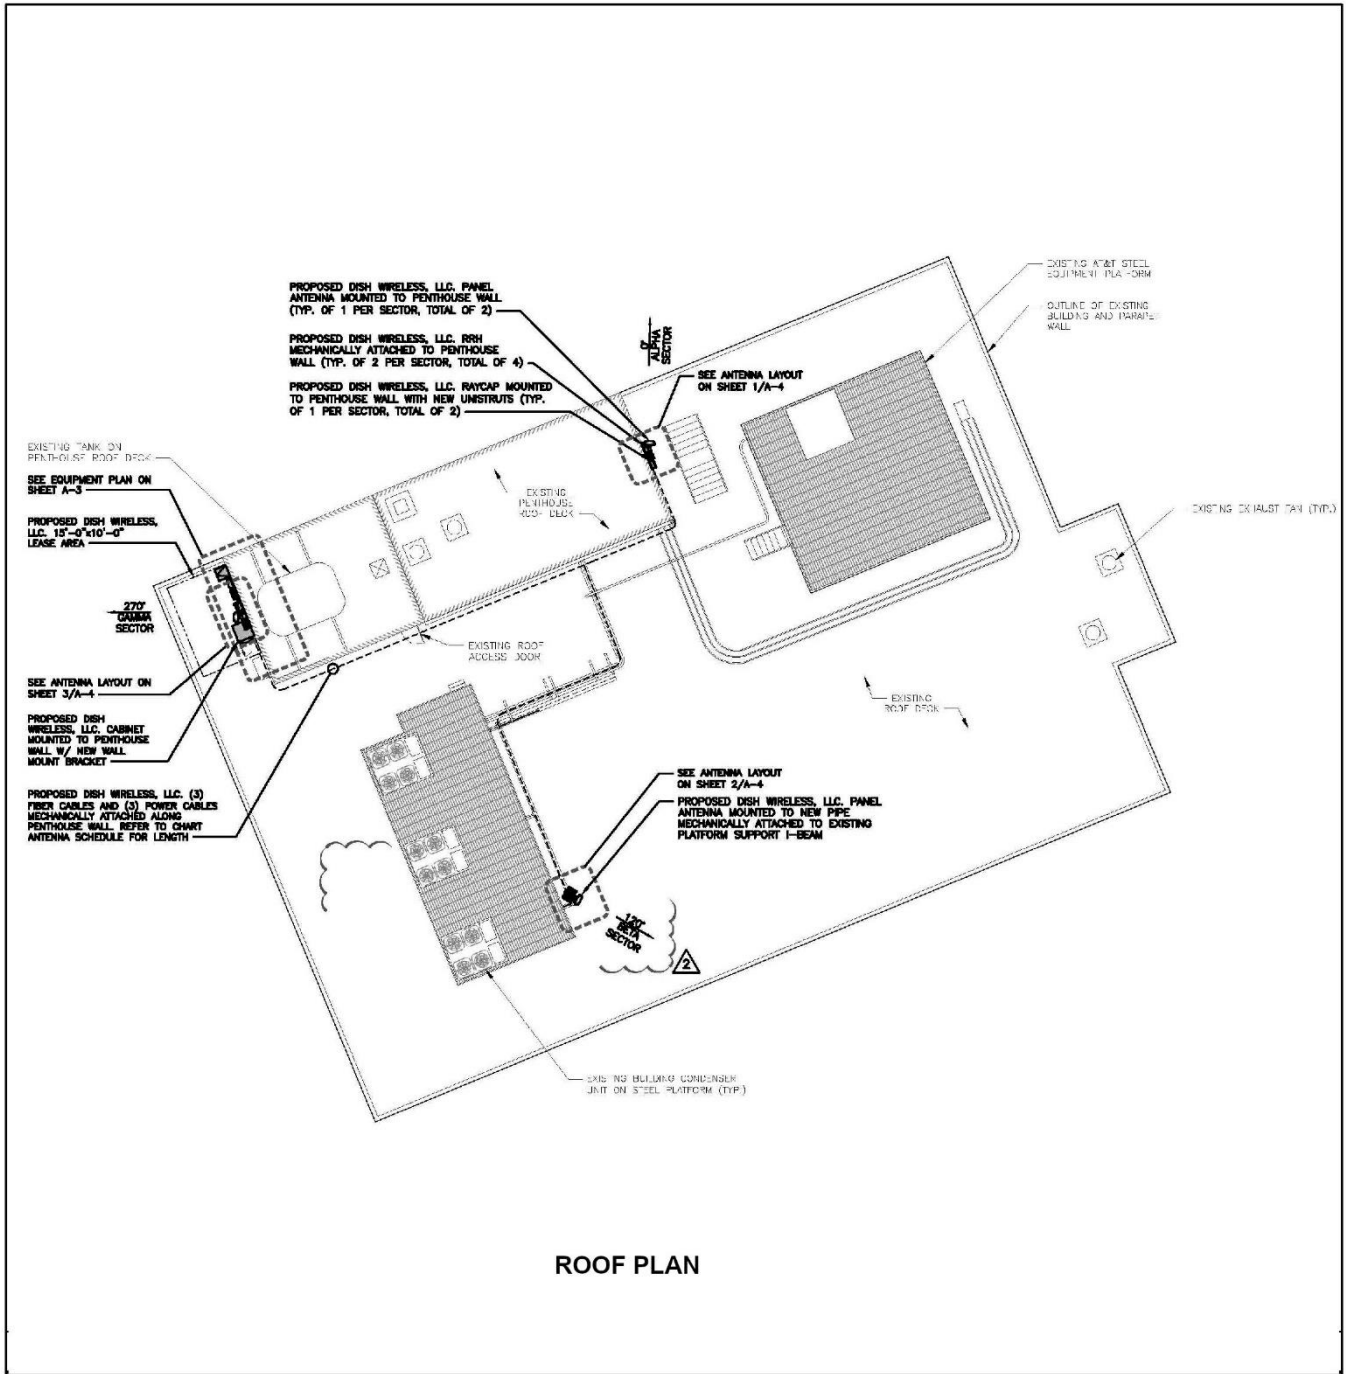 EXISTING AT&T STEEL
EQUIPMENT PLATFORM
OUTLINE OF EXISTING
BUILDING AND PARAPET
WALL
PROPOSED DISH WIRELESS, LLC. PANEL
ANTENNA MOUNTED TO PENTHOUSE WALL
(TYP. OF 1 PER SECTOR, TOTAL OF 2)
PROPOSED DISH WIRELESS, LLC. RRH
MECHANICALLY ATTACHED TO PENTHOUSE
WALL (TYP. OF 2 PER SECTOR, TOTAL OF 4)
PROPOSED DISH WIRELESS, LLC. RAYCAP MOUNTED
TO PENTHOUSE WALL WITH NEW UNISTRUTS (TYP.
OF 1 PER SECTOR, TOTAL OF 2)
0°
ALPHA
SECTOR
SEE ANTENNA LAYOUT
ON SHEET 1/A-4
EXISTING TANK ON
PENTHOUSE ROOF DECK
SEE EQUIPMENT PLAN ON
SHEET A-3
PROPOSED DISH WIRELESS,
LLC. 15'-0"x10'-0"
LEASE AREA
EXISTING
PENTHOUSE
ROOF DECK
EXISTING EXHAUST FAN (TYP.)
270°
GAMMA
SECTOR
EXISTING ROOF
ACCESS DOOR
SEE ANTENNA LAYOUT ON
SHEET 3/A-4
EXISTING
ROOF DECK
PROPOSED DISH
WIRELESS, LLC. CABINET
MOUNTED TO PENTHOUSE
WALL W/ NEW WALL
MOUNT BRACKET
SEE ANTENNA LAYOUT
ON SHEET 2/A-4
PROPOSED DISH WIRELESS, LLC. PANEL
ANTENNA MOUNTED TO NEW PIPE
MECHANICALLY ATTACHED TO EXISTING
PLATFORM SUPPORT I-BEAM
PROPOSED DISH WIRELESS, LLC. (3)
FIBER CABLES AND (3) POWER CABLES
MECHANICALLY ATTACHED ALONG
PENTHOUSE WALL. REFER TO CHART
ANTENNA SCHEDULE FOR LENGTH
120°
BETA
SECTOR
2
EXISTING BUILDING CONDENSER
UNIT ON STEEL PLATFORM (TYP.)
ROOF PLAN